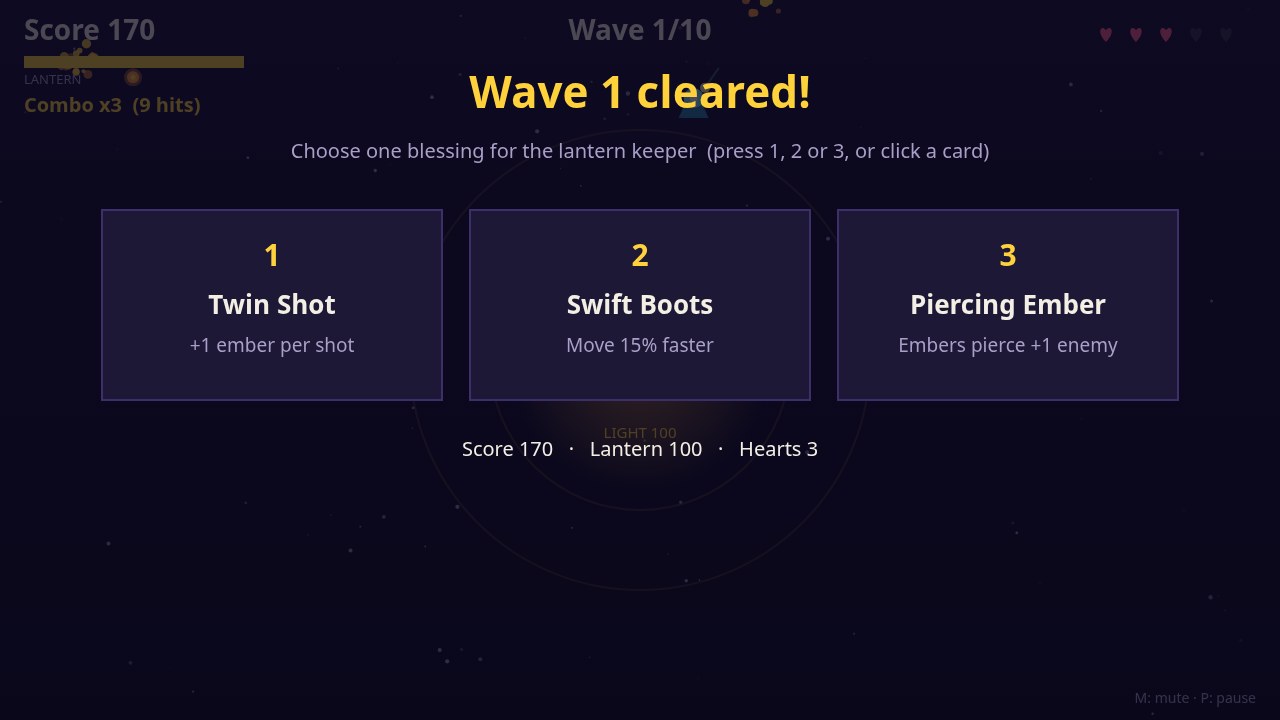 Score 170
Wave 1/10
LANTERN
Combo x3  (9 hits)
Wave 1 cleared!
Choose one blessing for the lantern keeper  (press 1, 2 or 3, or click a card)
1
Twin Shot
+1 ember per shot
2
Swift Boots
Move 15% faster
3
Piercing Ember
Embers pierce +1 enemy
LIGHT 100
Score 170  ·  Lantern 100  ·  Hearts 3
M: mute · P: pause